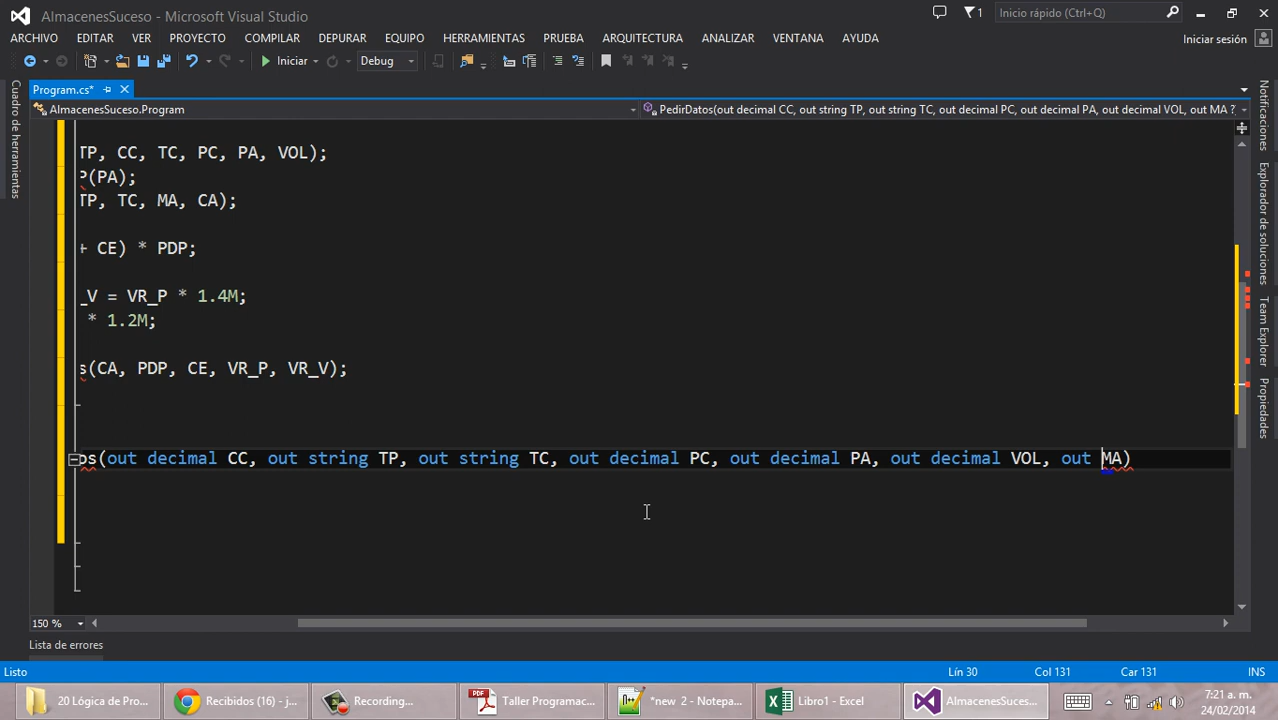 AlmacenesSuceso - Microsoft Visual Studio
1
Inicio rápido (Ctrl+Q)
ARCHIVO EDITAR VER PROYECTO COMPILAR DEPURAR EQUIPO HERRAMIENTAS PRUEBA ARQUITECTURA ANALIZAR VENTANA AYUDA
Iniciar sesión
Iniciar Debug
Program.cs*
AlmacenesSuceso.Program
PedirDatos(out decimal CC, out string TP, out string TC, out decimal PC, out decimal PA, out decimal VOL, out MA ?
Cuadro de herramientas
TP, CC, TC, PC, PA, VOL);
P(PA);
TP, TC, MA, CA);
+ CE) * PDP;
_V = VR_P * 1.4M;
* 1.2M;
s(CA, PDP, CE, VR_P, VR_V);
os(out decimal CC, out string TP, out string TC, out decimal PC, out decimal PA, out decimal VOL, out MA)
Notificaciones
Explorador de soluciones
Team Explorer
Propiedades
150 %
Lista de errores
Listo
Lín 30
Col 131
Car 131
INS
20 Lógica de Pro...
Recibidos (16) - j...
Recording...
Taller Programac...
*new 2 - Notepa...
Libro1 - Excel
AlmacenesSuces...
7:21 a. m.
24/02/2014